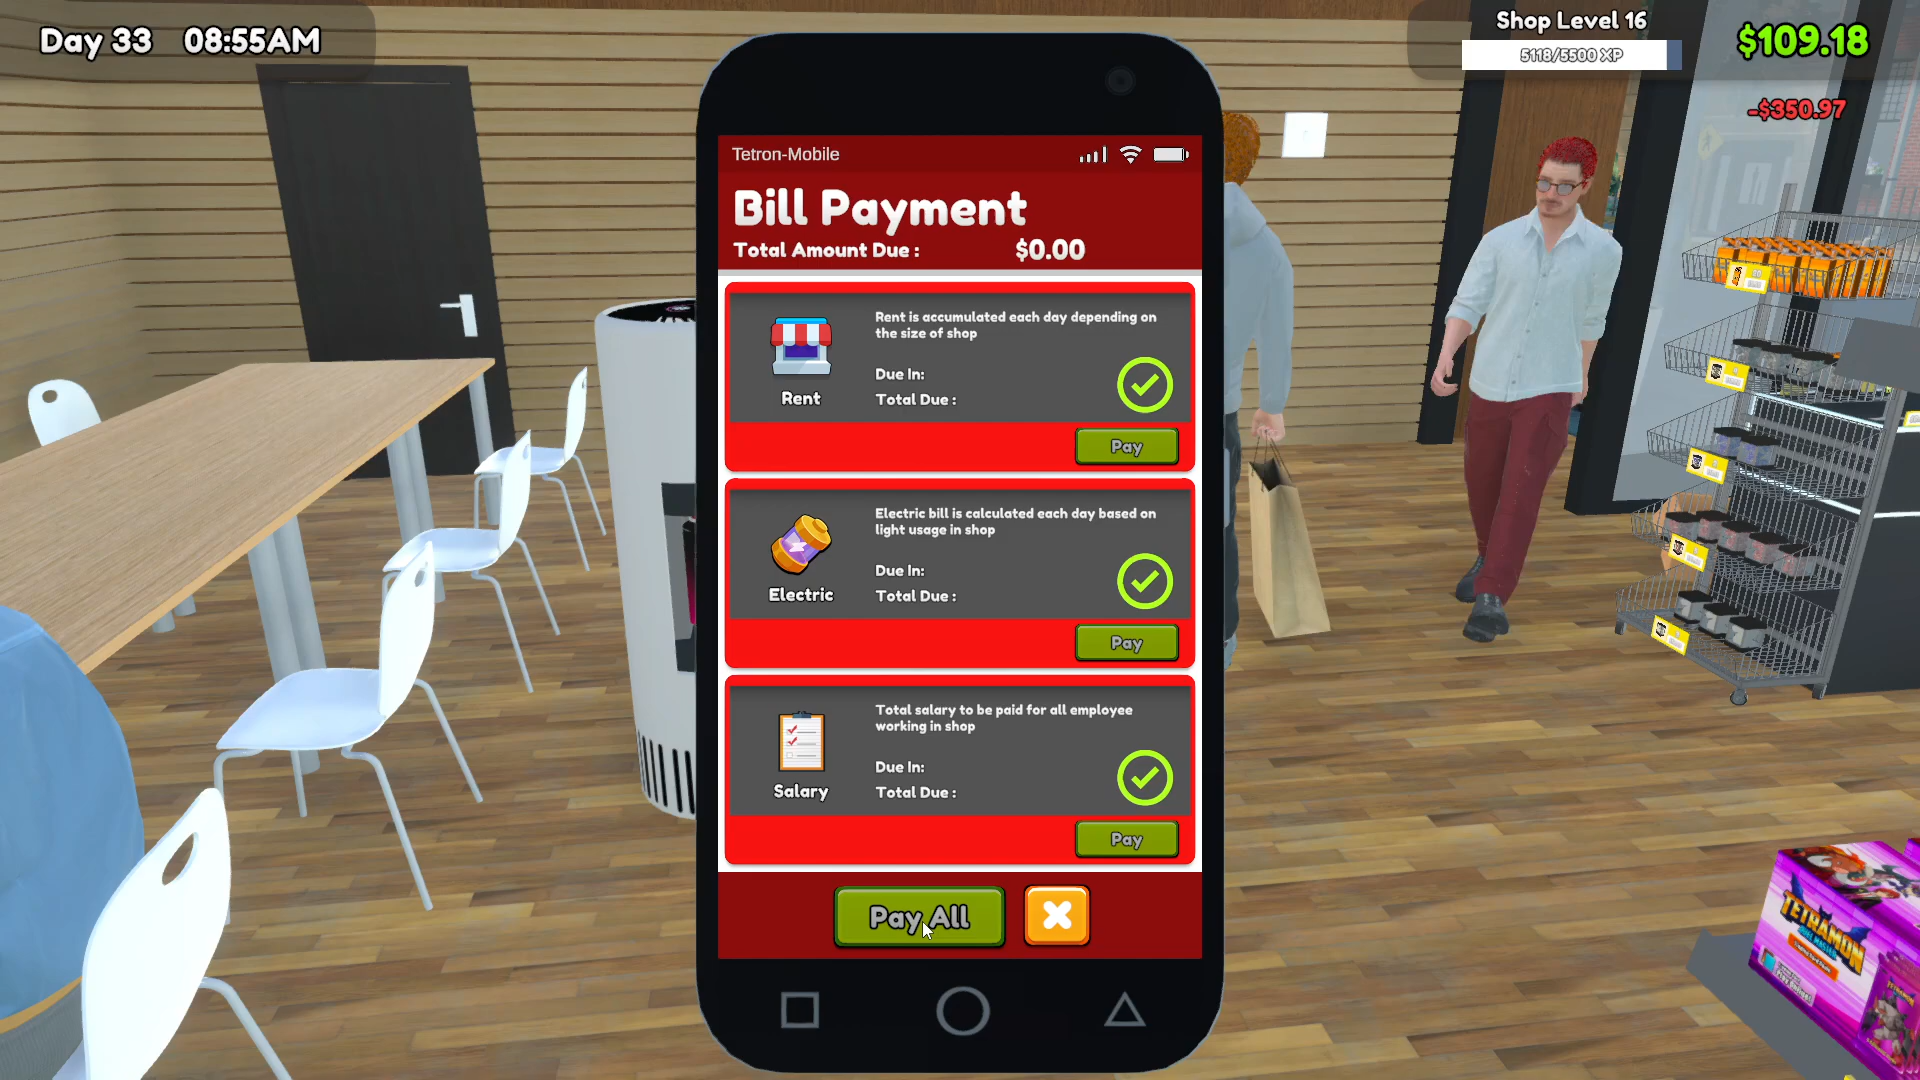 Day 33 08:55AM
Shop Level 16
5118/5500 XP
$109.18
-$350.97
Tetron-Mobile
Bill Payment
Total Amount Due : $0.00
Rent is accumulated each day depending on
the size of shop
Due In:
Total Due :
Rent
Pay
Electric bill is calculated each day based on
light usage in shop
Due In:
Total Due :
Electric
Pay
Total salary to be paid for all employee
working in shop
Due In:
Total Due :
Salary
Pay
Pay All
TETRAMON